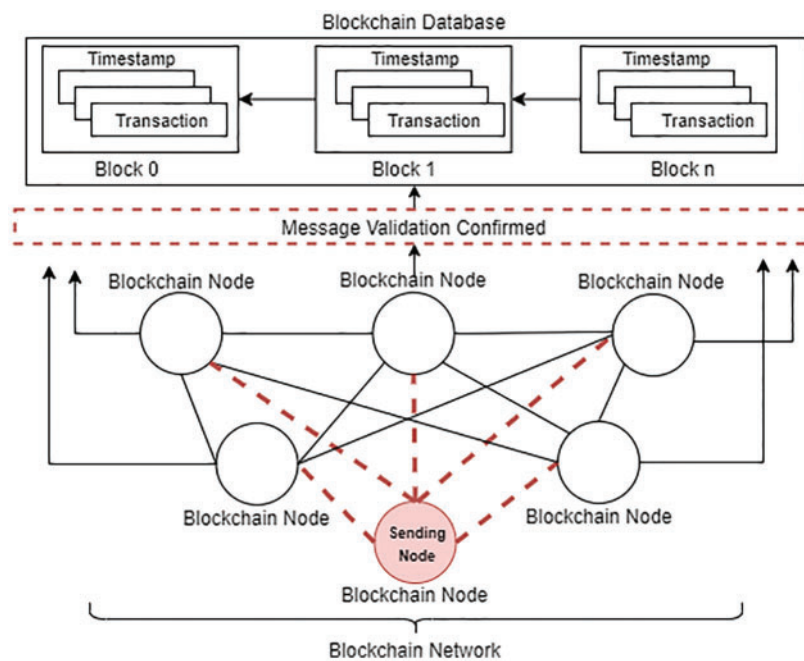 Blockchain Database
Timestamp
Timestamp
Timestamp
Transaction
Transaction
Transaction
Block 0
Block 1
Block n
Message Validation Confirmed
Blockchain Node
Blockchain Node
Blockchain Node
Blockchain Node
Blockchain Node
Sending
Node
Blockchain Node
Blockchain Network